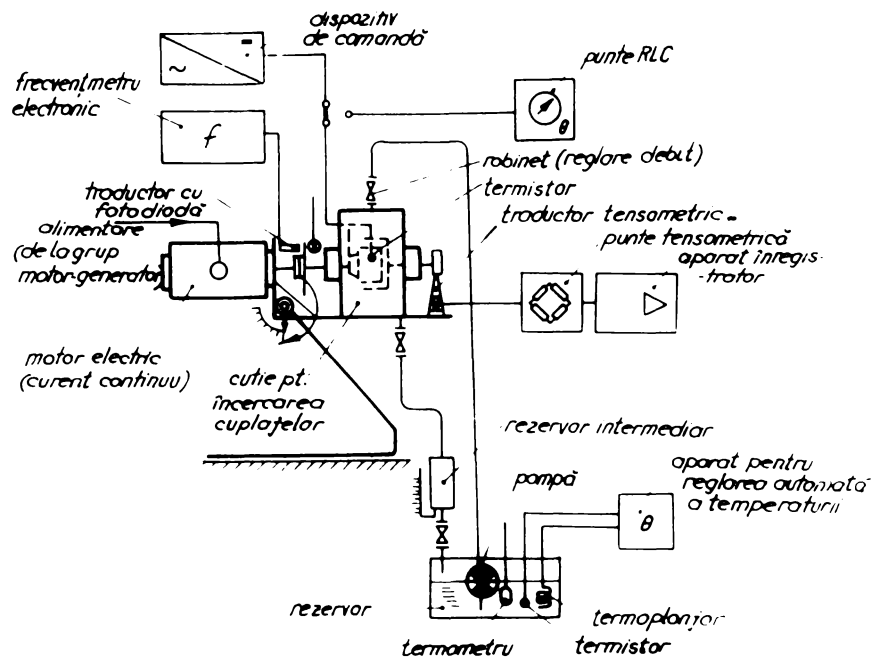 dispozitiv
de comandă
~
punte RLC
θ
frecvențmetru
electronic
f
robinet (reglare debit)
termistor
traductor cu
fotodiodă
traductor tensometric -
punte tensometrică
aparat înregis-
trator
alimentare
(de la grup
motor-generator)
motor electric
(curent continuu)
cutie pt.
încercarea
cuplajelor
rezervor intermediar
pompă
aparat pentru
reglarea automată
a temperaturii
θ
rezervor
termoplonjor
termometru
termistor